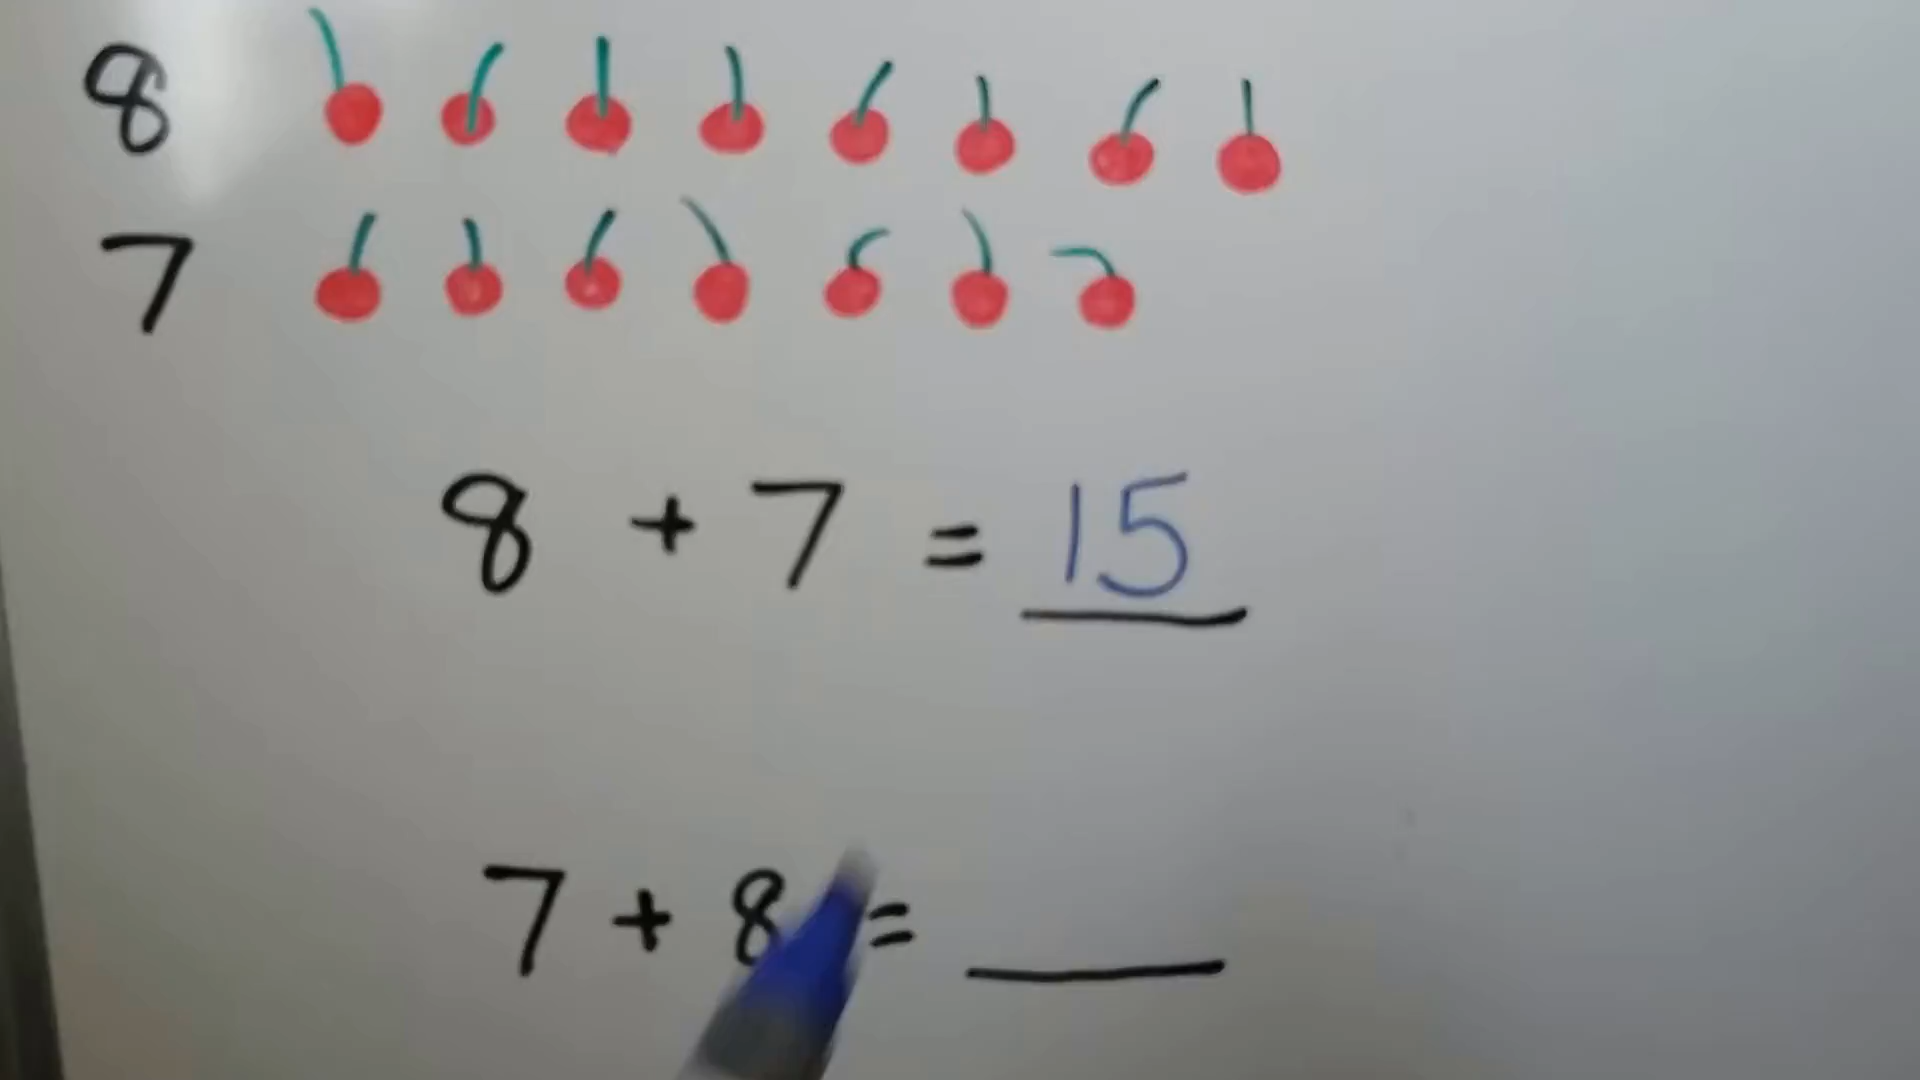 8
7
8 + 7 = 15
7 + 8 = ___